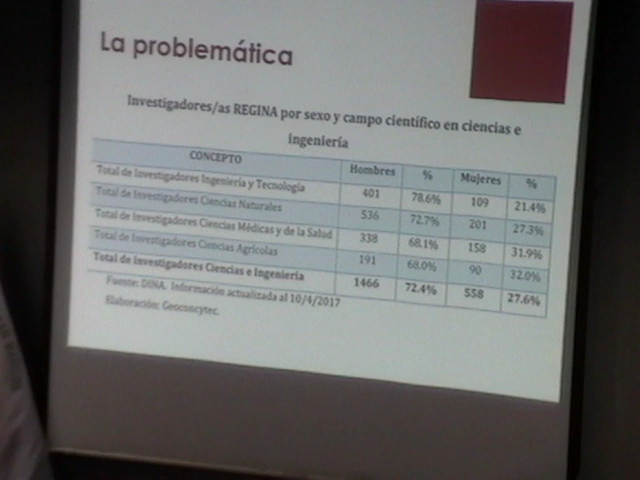 La problemática
Investigadores/as REGINA por sexo y campo científico en ciencias e
ingeniería
CONCEPTO Hombres % Mujeres %
Total de Investigadores Ingeniería y Tecnología 401 78.6% 109 21.4%
Total de Investigadores Ciencias Naturales 536 72.7% 201 27.3%
Total de Investigadores Ciencias Médicas y de la Salud 338 68.1% 158 31.9%
Total de Investigadores Ciencias Agrícolas 191 68.0% 90 32.0%
Total de Investigadores Ciencias e Ingeniería 1466 72.4% 558 27.6%
Fuente: DINA. Información actualizada al 10/4/2017
Elaboración: Geoconcytec.